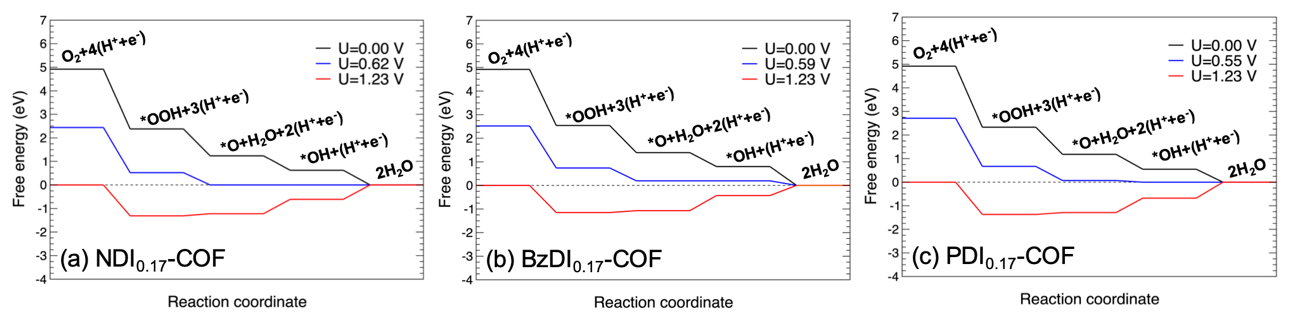 7
6
5
4
3
2
1
0
-1
-2
-3
-4
Free energy (eV)
O₂+4(H⁺+e⁻)
*OOH+3(H⁺+e⁻)
*O+H₂O+2(H⁺+e⁻)
*OH+(H⁺+e⁻)
2H₂O
U=0.00 V
U=0.62 V
U=1.23 V
(a) NDI₀.₁₇-COF
Reaction coordinate
7
6
5
4
3
2
1
0
-1
-2
-3
-4
Free energy (eV)
O₂+4(H⁺+e⁻)
*OOH+3(H⁺+e⁻)
*O+H₂O+2(H⁺+e⁻)
*OH+(H⁺+e⁻)
2H₂O
U=0.00 V
U=0.59 V
U=1.23 V
(b) BzDI₀.₁₇-COF
Reaction coordinate
7
6
5
4
3
2
1
0
-1
-2
-3
-4
Free energy (eV)
O₂+4(H⁺+e⁻)
*OOH+3(H⁺+e⁻)
*O+H₂O+2(H⁺+e⁻)
*OH+(H⁺+e⁻)
2H₂O
U=0.00 V
U=0.55 V
U=1.23 V
(c) PDI₀.₁₇-COF
Reaction coordinate